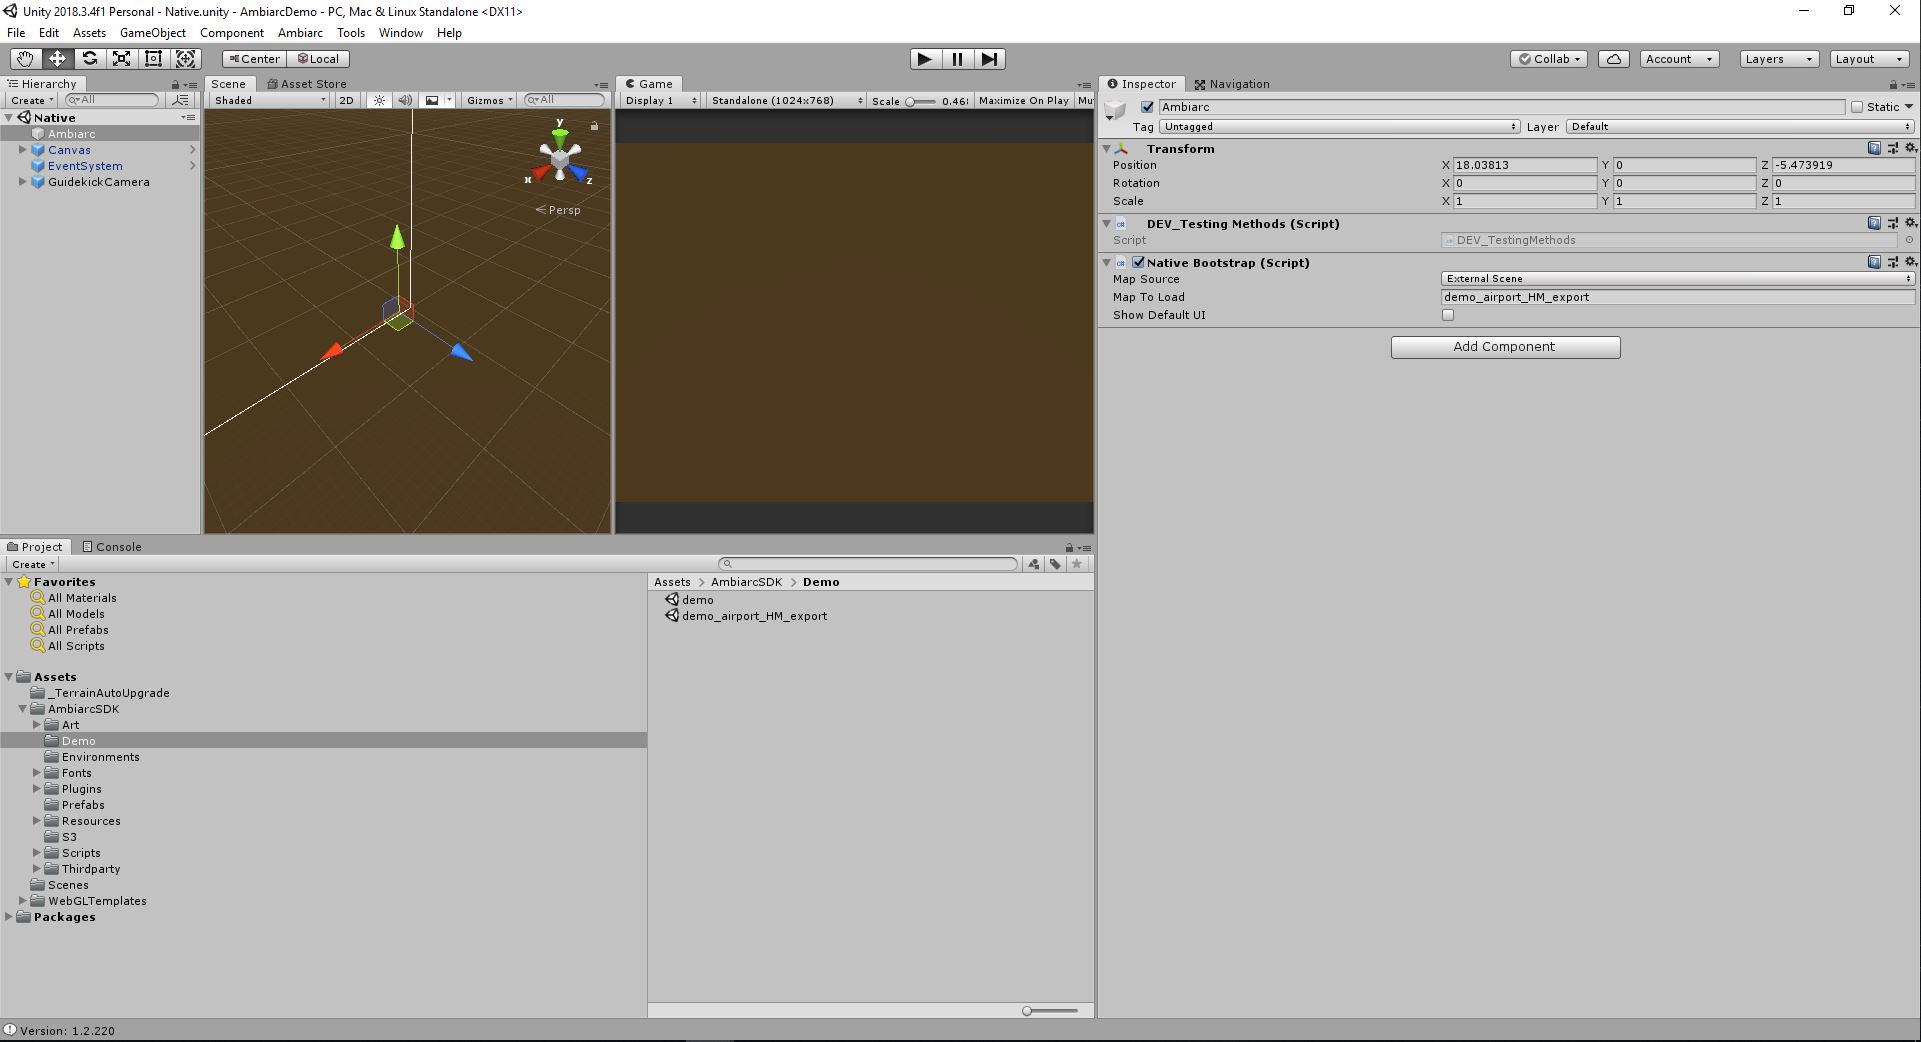 Unity 2018.3.4f1 Personal - Native.unity - AmbiarcDemo - PC, Mac & Linux Standalone <DX11>
File Edit Assets GameObject Component Ambiarc Tools Window Help
Center Local
Collab Account Layers Layout
Hierarchy
Create All
Native
Ambiarc
Canvas
EventSystem
GuidekickCamera
Scene Asset Store
Shaded 2D Gizmos All
y
x z
Persp
Game
Display 1 Standalone (1024x768) Scale 0.46 Maximize On Play Mu
Inspector Navigation
Ambiarc Static
Tag Untagged Layer Default
Transform
Position X 18.03813 Y 0 Z -5.473919
Rotation X 0 Y 0 Z 0
Scale X 1 Y 1 Z 1
DEV_Testing Methods (Script)
Script DEV_TestingMethods
Native Bootstrap (Script)
Map Source External Scene
Map To Load demo_airport_HM_export
Show Default UI
Add Component
Project Console
Create
Favorites
All Materials
All Models
All Prefabs
All Scripts
Assets
_TerrainAutoUpgrade
AmbiarcSDK
Art
Demo
Environments
Fonts
Plugins
Prefabs
Resources
S3
Scripts
Thirdparty
Scenes
WebGLTemplates
Packages
Assets > AmbiarcSDK > Demo
demo
demo_airport_HM_export
Version: 1.2.220